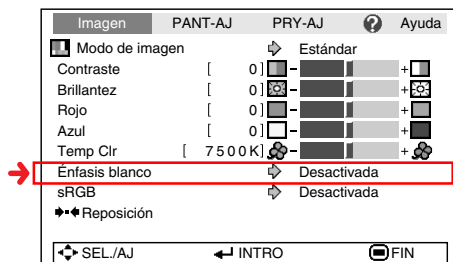 Imagen PANT-AJ PRY-AJ ? Ayuda
Modo de imagen Estándar
Contraste [ 0] - +
Brillantez [ 0] - +
Rojo [ 0] - +
Azul [ 0] - +
Temp Clr [ 7500K] - +
Énfasis blanco Desactivada
sRGB Desactivada
Reposición
SEL./AJ INTRO FIN